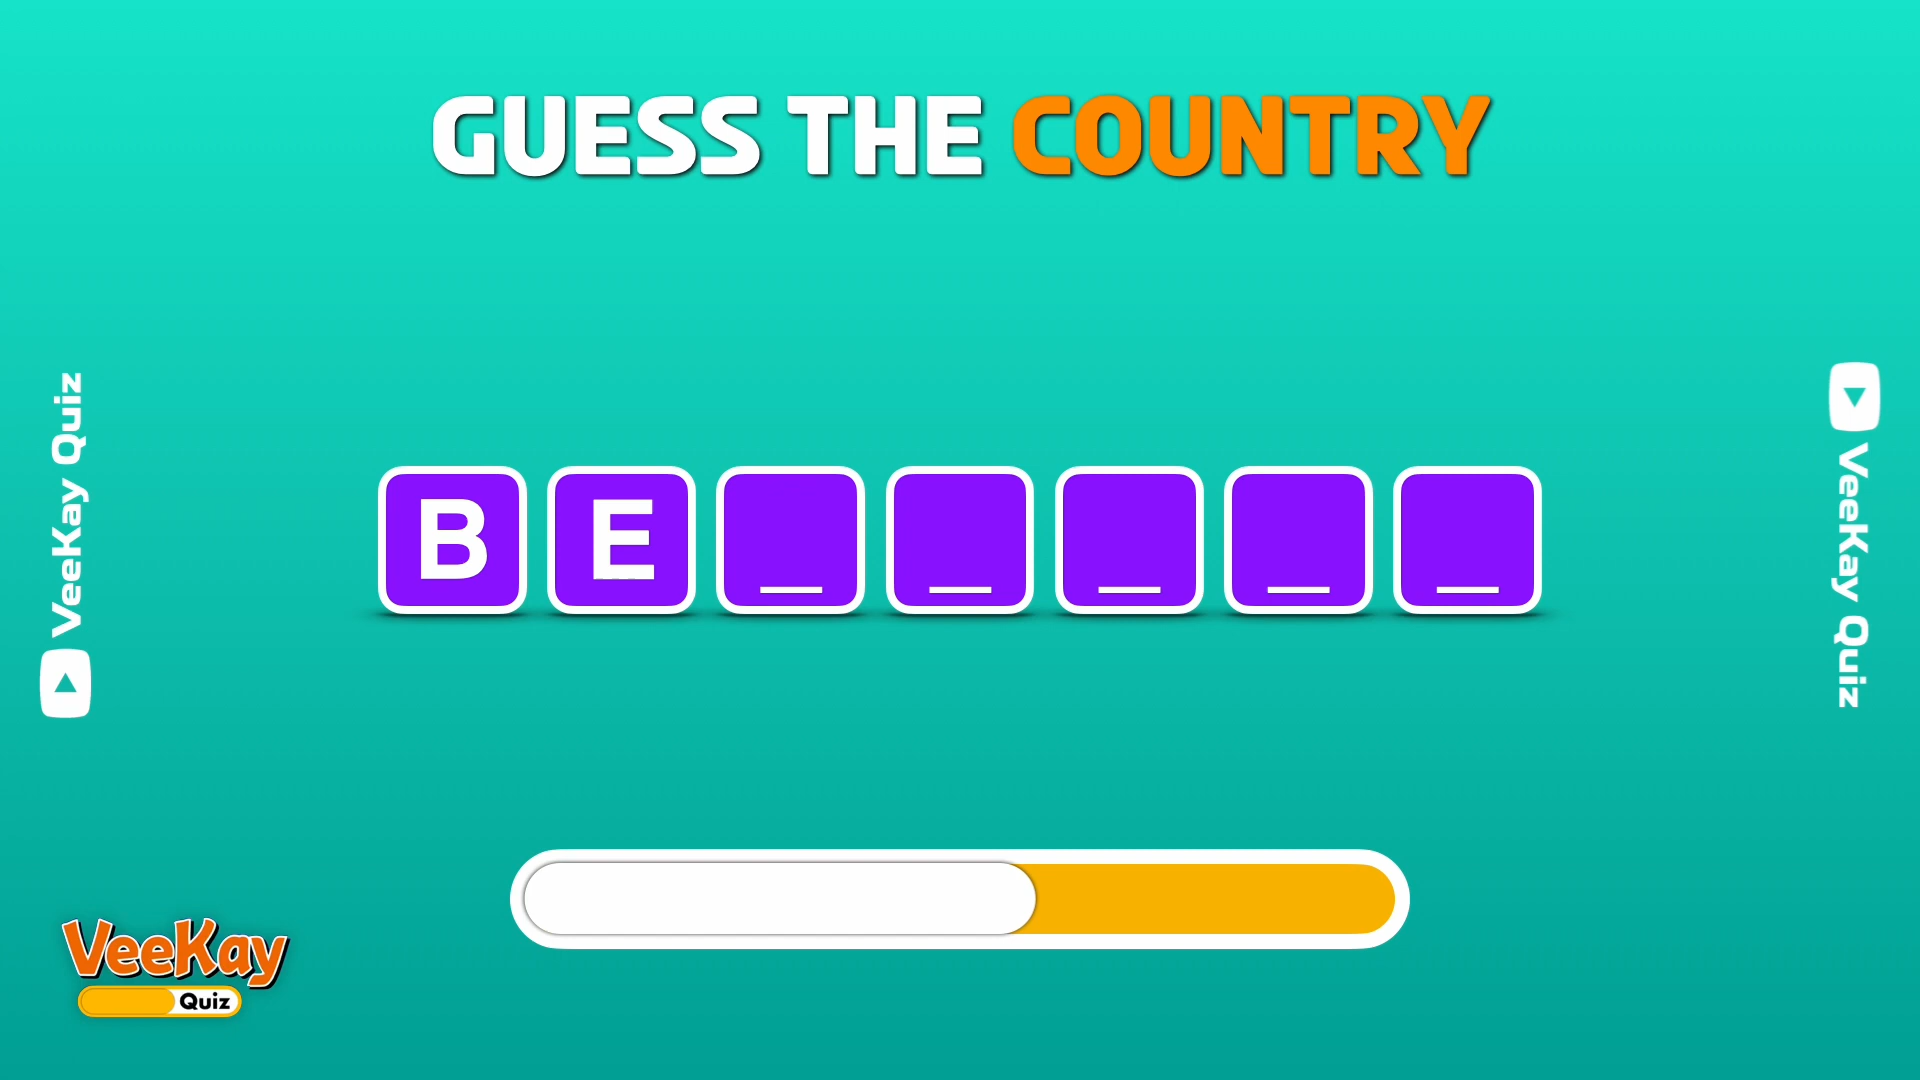 GUESS THE COUNTRY
VeeKay Quiz
VeeKay Quiz
B E _ _ _ _ _
VeeKay
Quiz